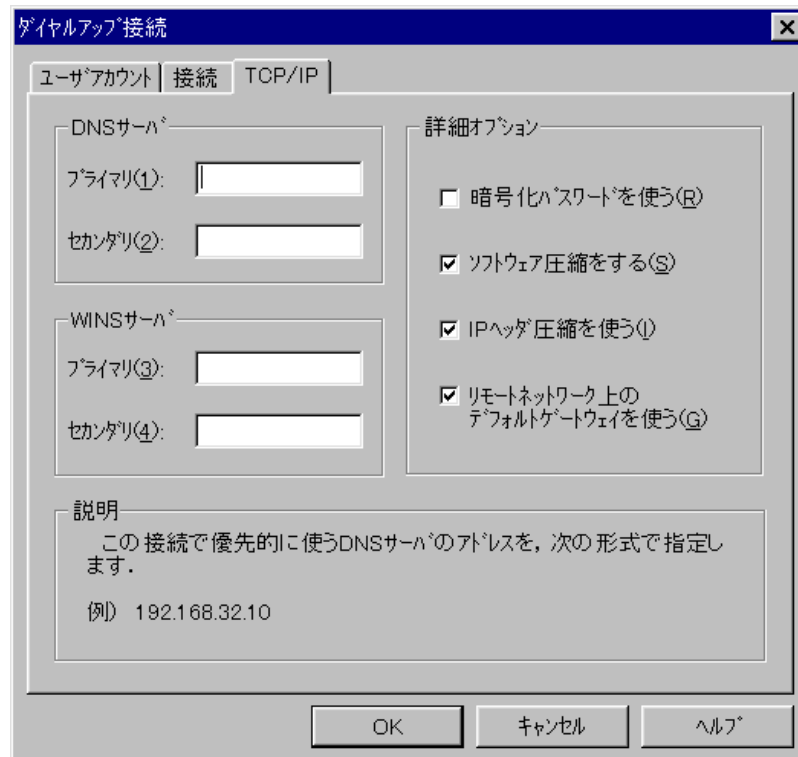 ダイヤルアップ接続
ユーザアカウント 接続 TCP/IP
DNSサーバ
プライマリ(1):
セカンダリ(2):
WINSサーバ
プライマリ(3):
セカンダリ(4):
詳細オプション
暗号化パスワードを使う(R)
ソフトウェア圧縮をする(S)
IPヘッダ圧縮を使う(I)
リモートネットワーク上の
デフォルトゲートウェイを使う(G)
説明
この接続で優先的に使うDNSサーバのアドレスを,次の形式で指定し
ます.
例) 192.168.32.10
OK キャンセル ヘルプ